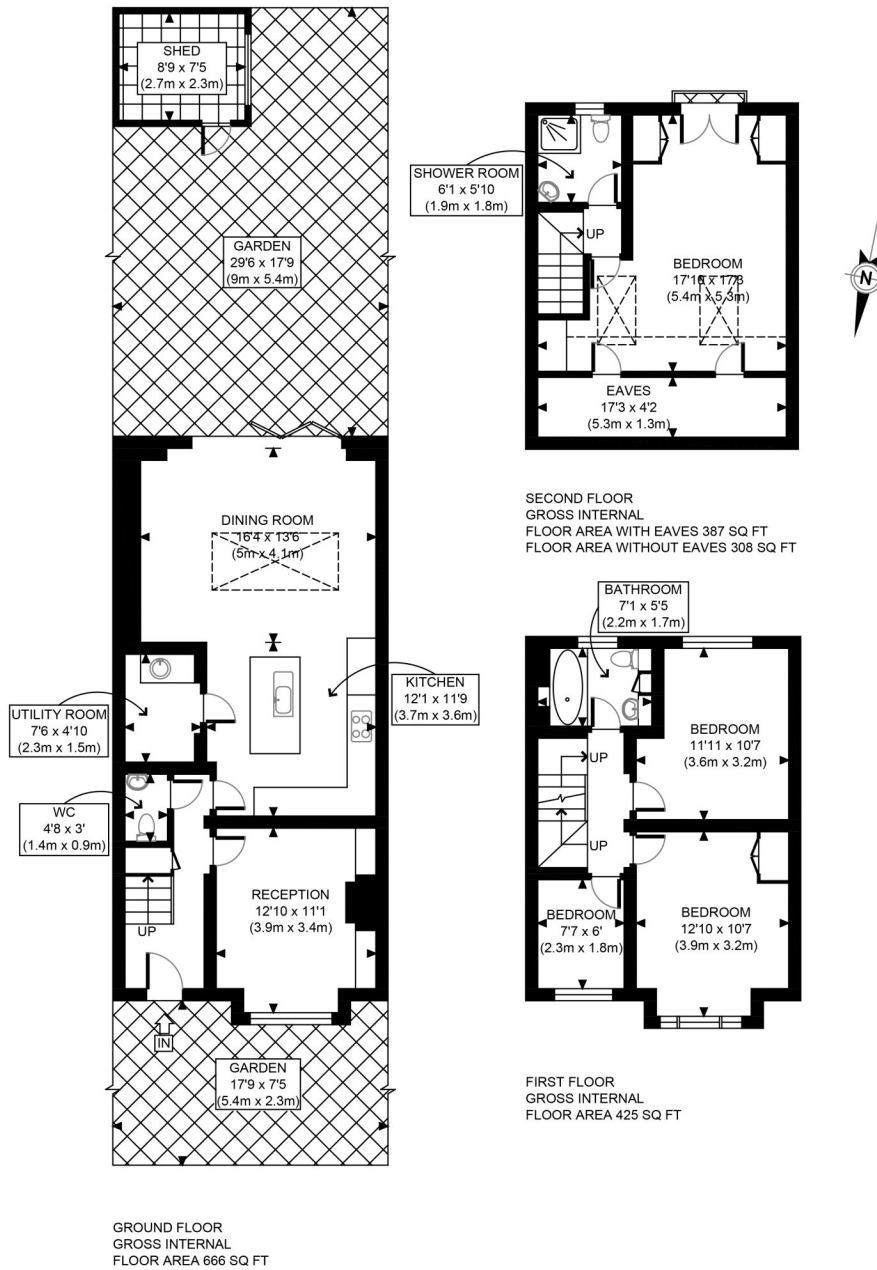 SHED
8'9 x 7'5
(2.7m x 2.3m)
GARDEN
29'6 x 17'9
(9m x 5.4m)
DINING ROOM
16'4 x 13'6
(5m x 4.1m)
UTILITY ROOM
7'6 x 4'10
(2.3m x 1.5m)
KITCHEN
12'1 x 11'9
(3.7m x 3.6m)
WC
4'8 x 3'
(1.4m x 0.9m)
RECEPTION
12'10 x 11'1
(3.9m x 3.4m)
UP
IN
GARDEN
17'9 x 7'5
(5.4m x 2.3m)
GROUND FLOOR
GROSS INTERNAL
FLOOR AREA 666 SQ FT
SHOWER ROOM
6'1 x 5'10
(1.9m x 1.8m)
UP
BEDROOM
17'10 x 17'3
(5.4m x 5.3m)
EAVES
17'3 x 4'2
(5.3m x 1.3m)
N
SECOND FLOOR
GROSS INTERNAL
FLOOR AREA WITH EAVES 387 SQ FT
FLOOR AREA WITHOUT EAVES 308 SQ FT
BATHROOM
7'1 x 5'5
(2.2m x 1.7m)
BEDROOM
11'11 x 10'7
(3.6m x 3.2m)
UP
UP
BEDROOM
7'7 x 6'
(2.3m x 1.8m)
BEDROOM
12'10 x 10'7
(3.9m x 3.2m)
FIRST FLOOR
GROSS INTERNAL
FLOOR AREA 425 SQ FT